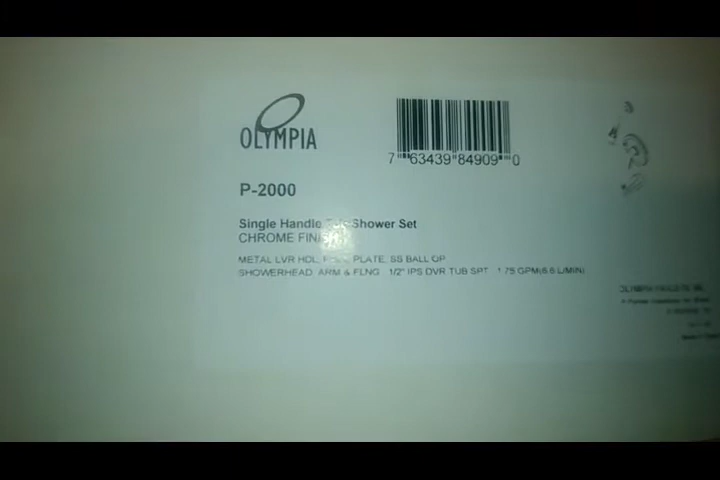 OLYMPIA
7 63439 84909 0
P-2000
Single Handle Shower Set
CHROME FINISH
METAL LVR HDL, PLATE, SS BALL OP
SHOWERHEAD, ARM & FLNG, 1/2" IPS DVR TUB SPT, 1.75 GPM(6.6 L/MIN)
OLYMPIA